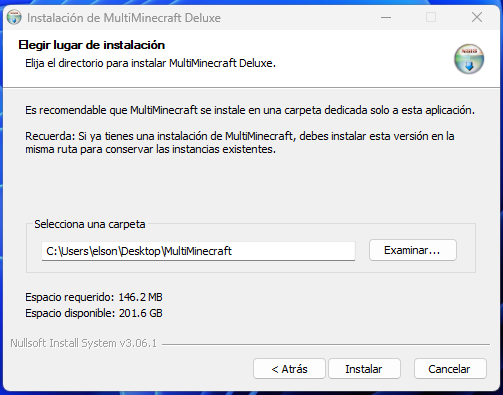 Instalación de MultiMinecraft Deluxe
Elegir lugar de instalación
Elija el directorio para instalar MultiMinecraft Deluxe.
Es recomendable que MultiMinecraft se instale en una carpeta dedicada solo a esta aplicación.
Recuerda: Si ya tienes una instalación de MultiMinecraft, debes instalar esta versión en la
misma ruta para conservar las instancias existentes.
Selecciona una carpeta
C:\Users\elson\Desktop\MultiMinecraft
Examinar...
Espacio requerido: 146.2 MB
Espacio disponible: 201.6 GB
Nullsoft Install System v3.06.1
< Atrás
Instalar
Cancelar